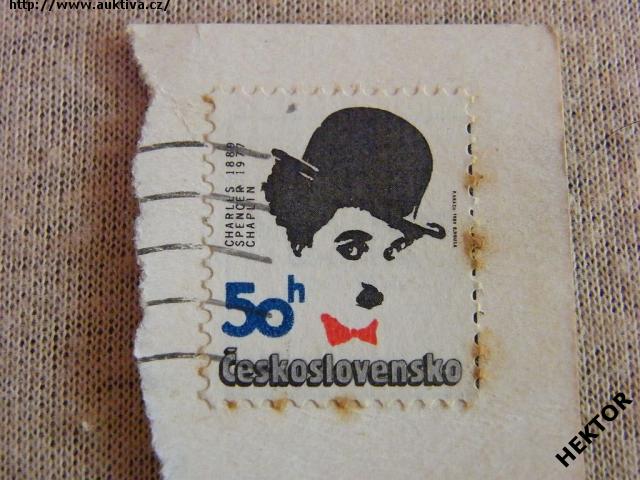 http://www.auktiva.cz/
CHARLES 1889
SPENCER 1977
CHAPLIN
50h
Československo
HEKTOR